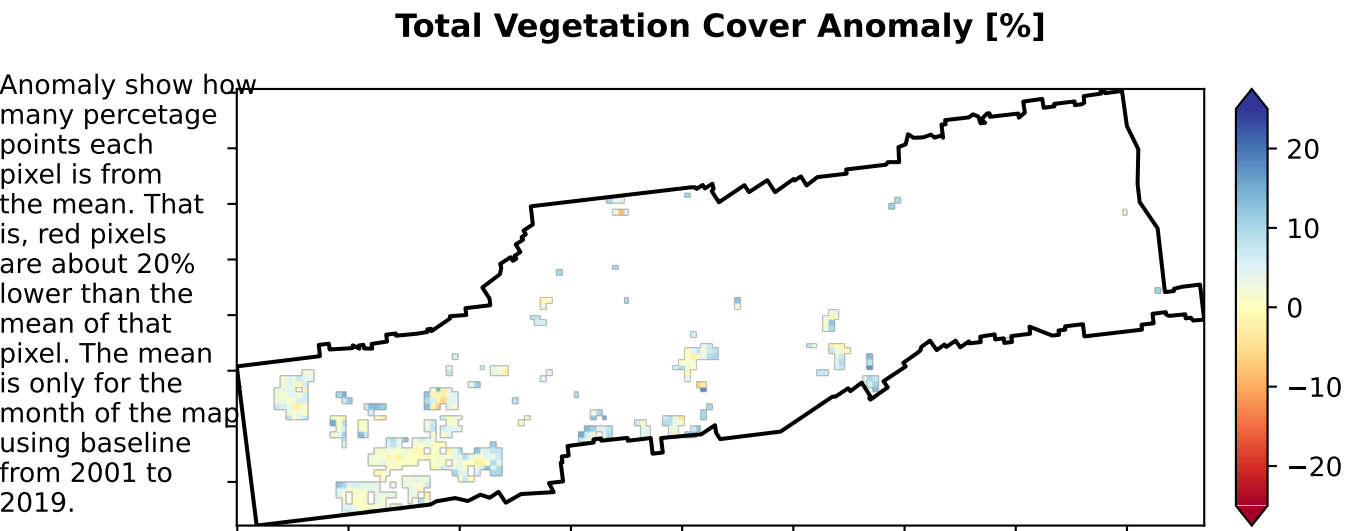 Total Vegetation Cover Anomaly [%]
Anomaly show how
many percetage
points each
pixel is from
the mean. That
is, red pixels
are about 20%
lower than the
mean of that
pixel. The mean
is only for the
month of the map
using baseline
from 2001 to
2019.
20
10
0
−10
−20